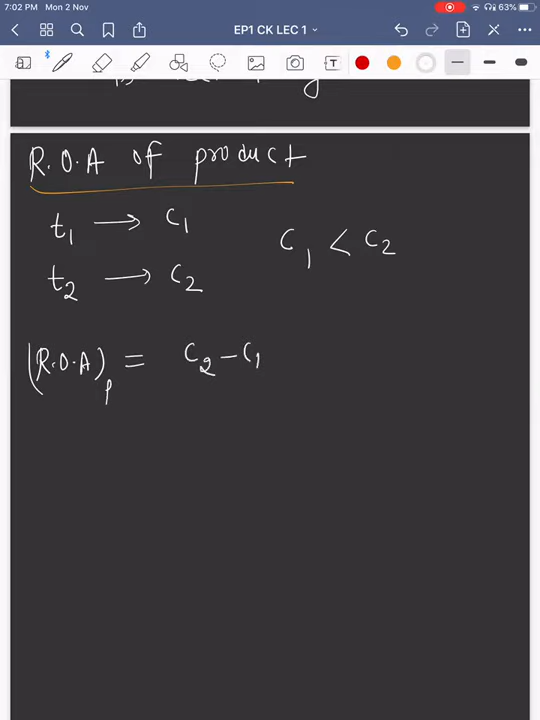 7:02 PM Mon 2 Nov
63%
EP1 CK LEC 1
T
R.O.A of product
t₁ → C₁
C₁ < C₂
t₂ → C₂
(R.O.A)ₚ = C₂ – C₁